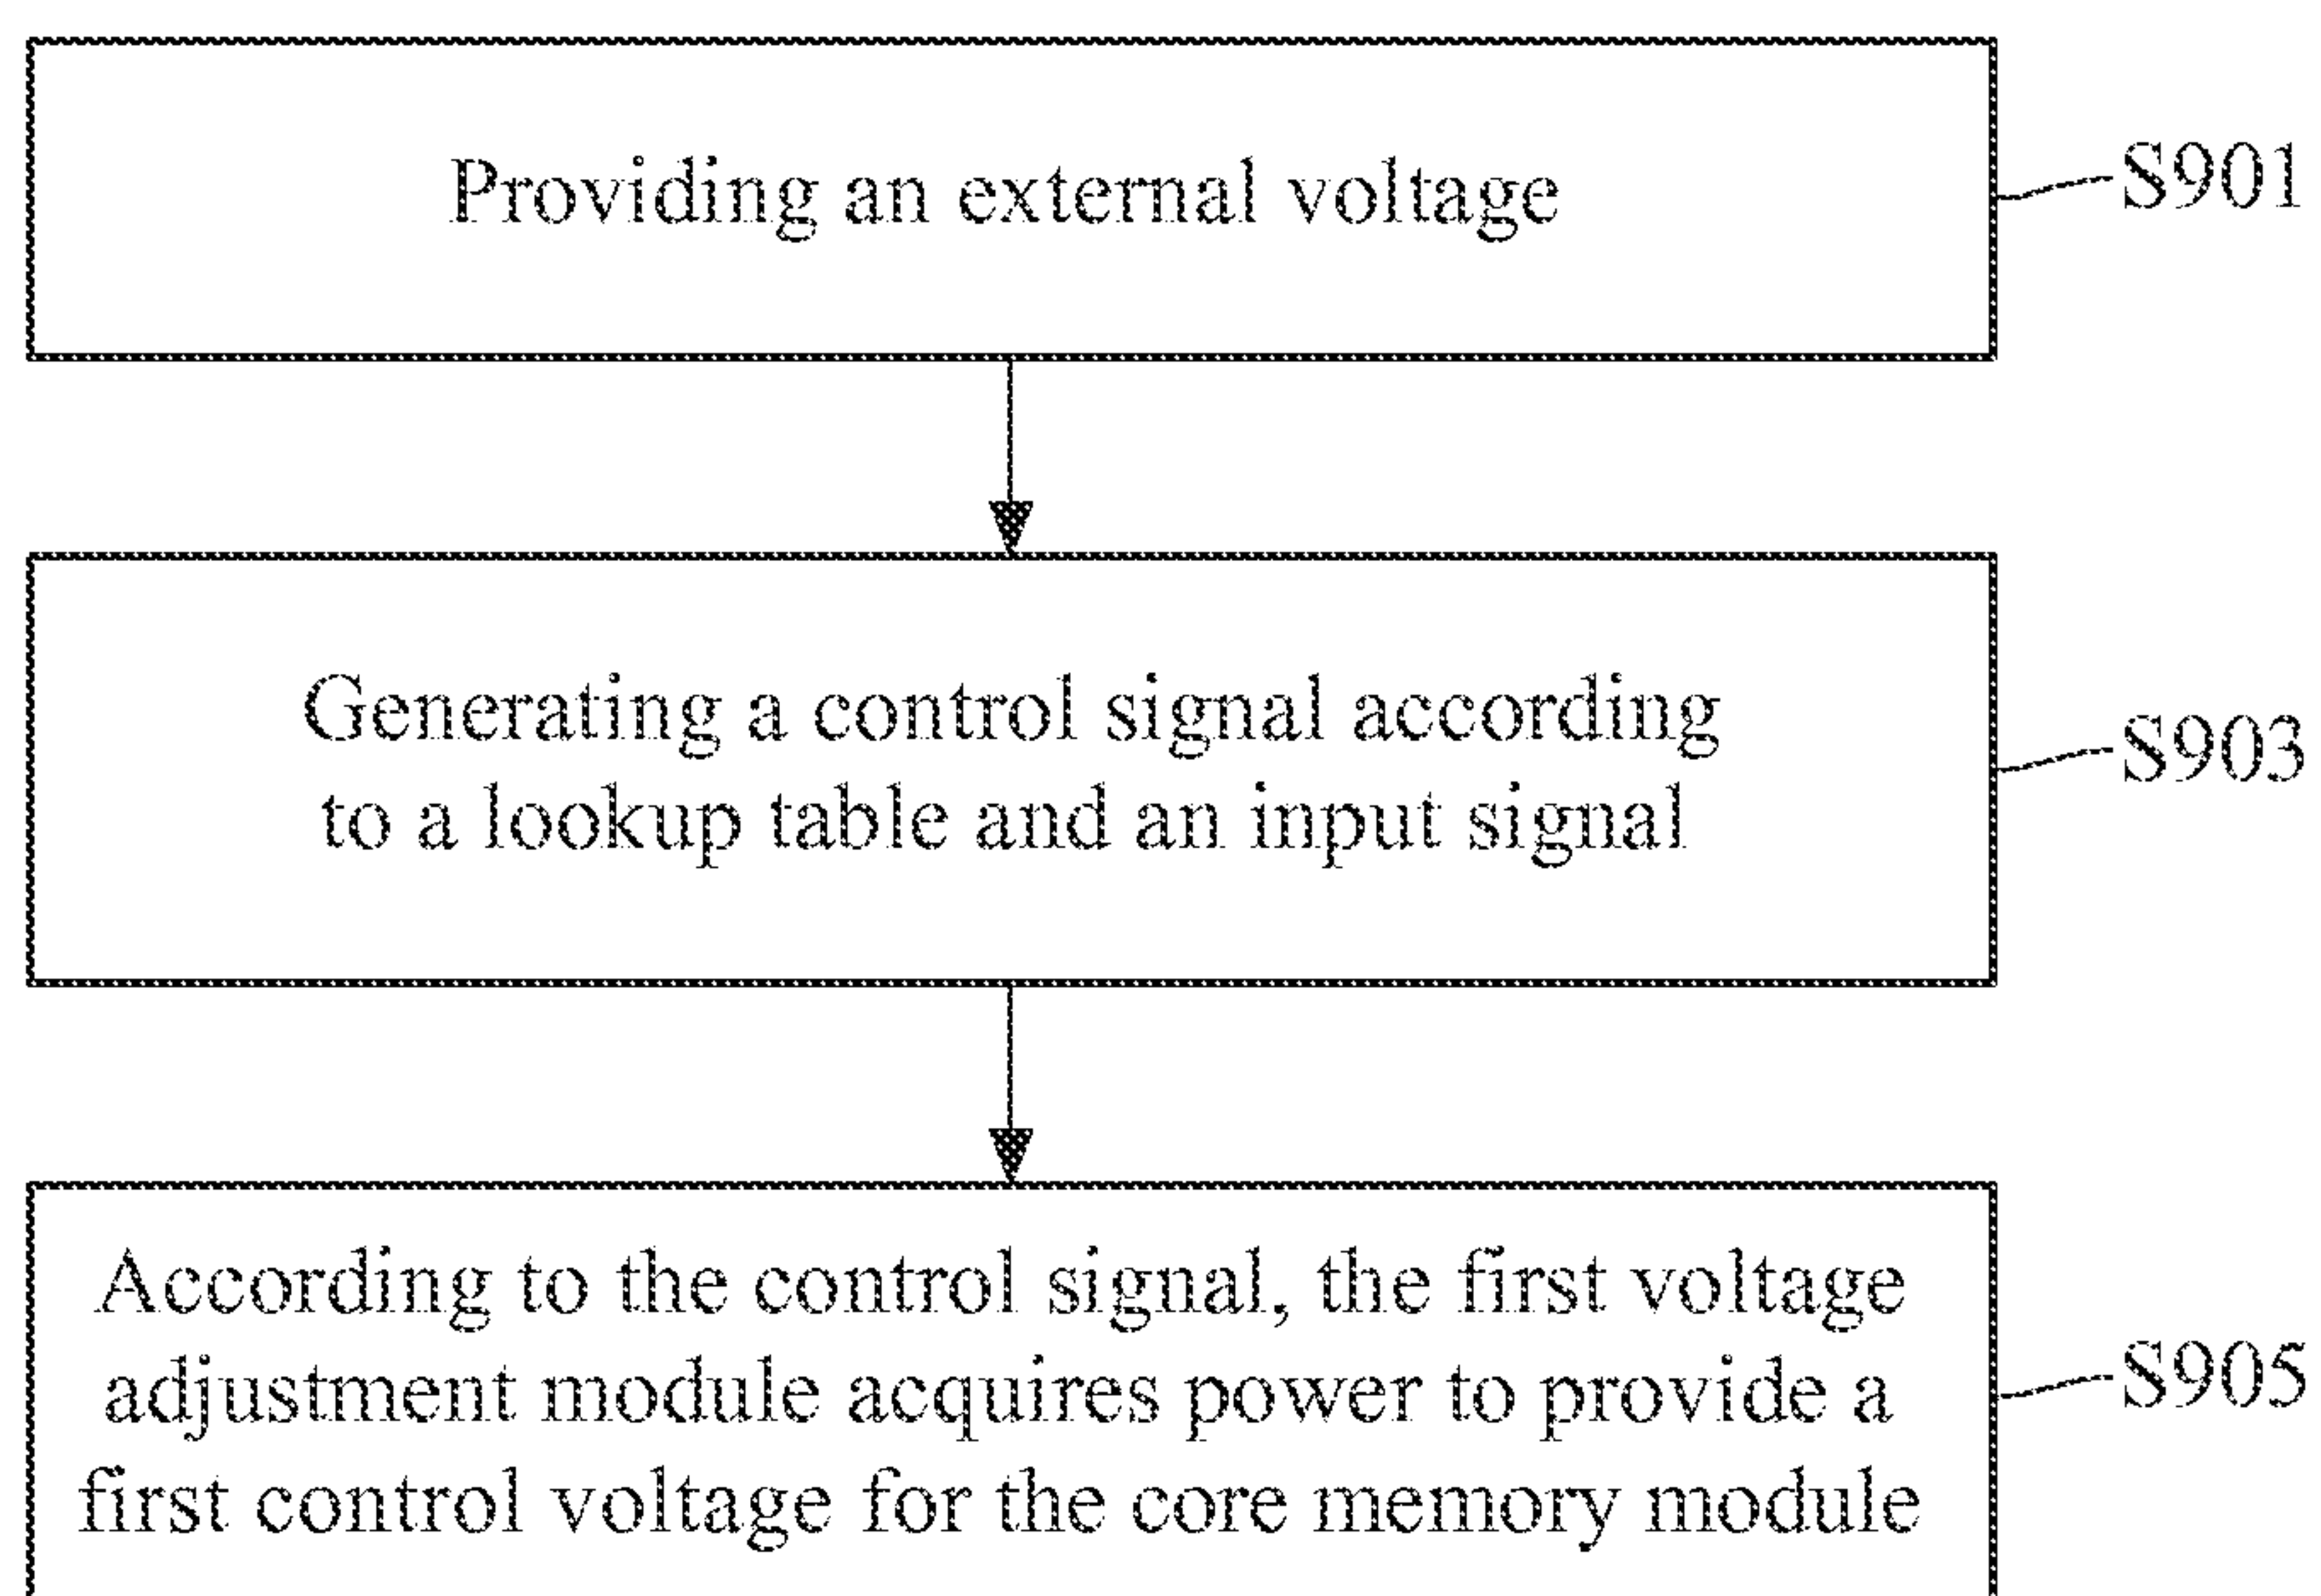 Providing an external voltage
S901
Generating a control signal according
to a lookup table and an input signal
S903
According to the control signal, the first voltage
adjustment module acquires power to provide a
first control voltage for the core memory module
S905